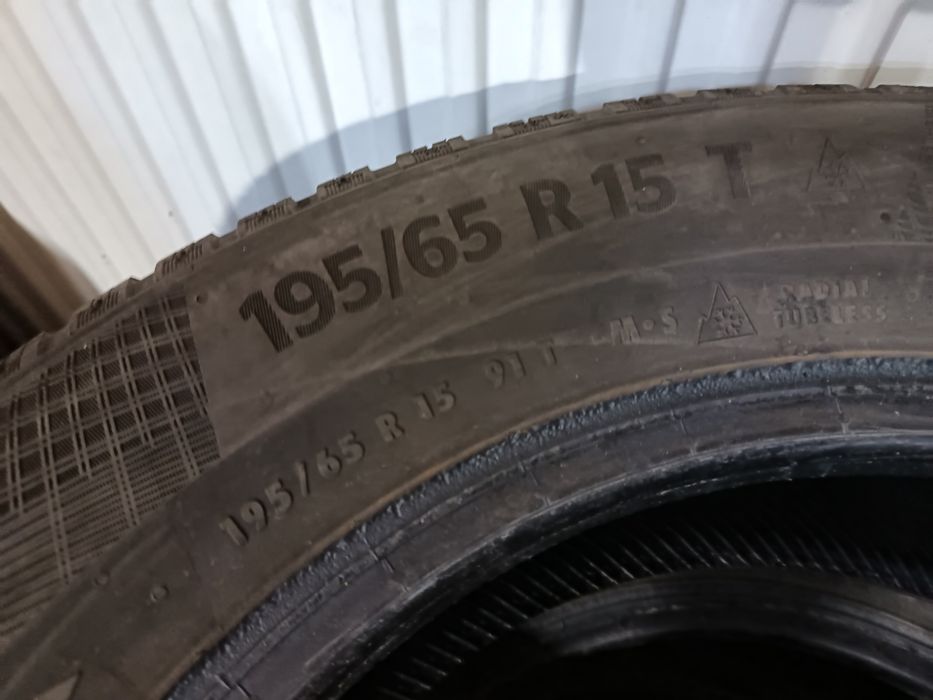 195/65 R 15 T
195/65 R 15 91 T M·S
RADIAL
TUBELESS